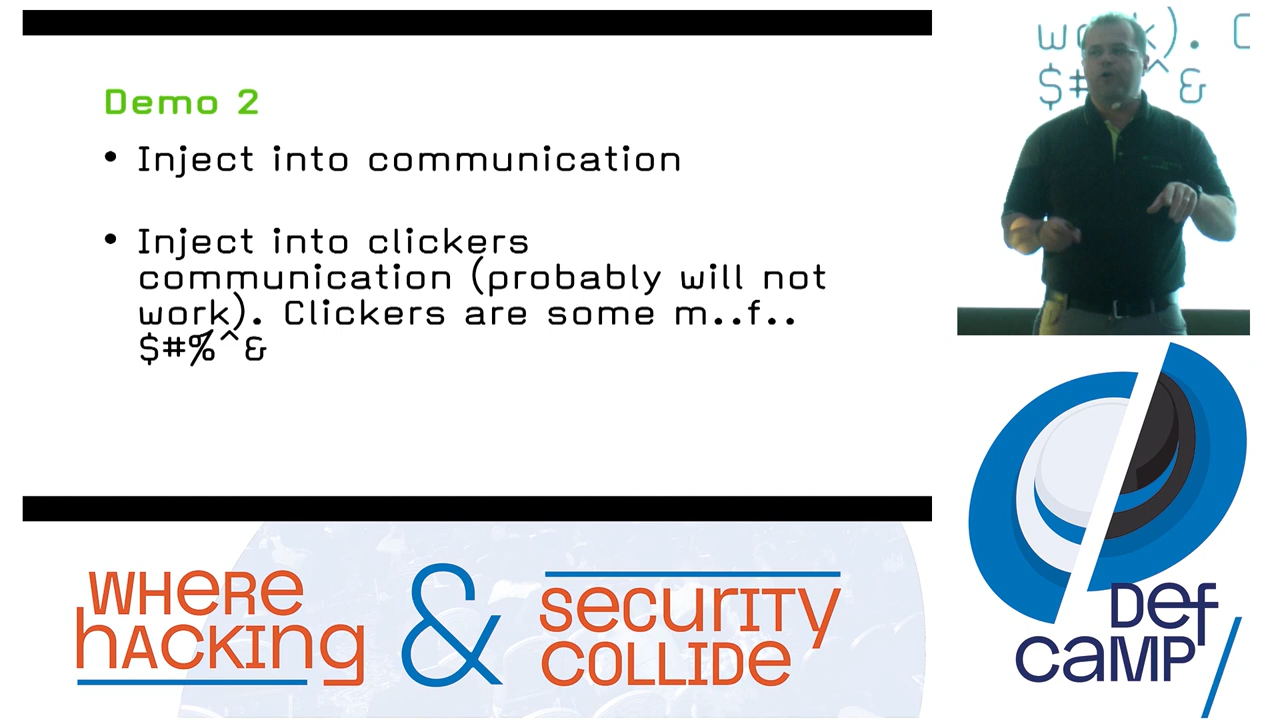 Demo 2
• Inject into communication
• Inject into clickers
communication (probably will not
work). Clickers are some m..f..
$#%^&
work). C
$# ^&
WHERE
hACKING
&
SECURITY
COLLIDE
Def
CAMP